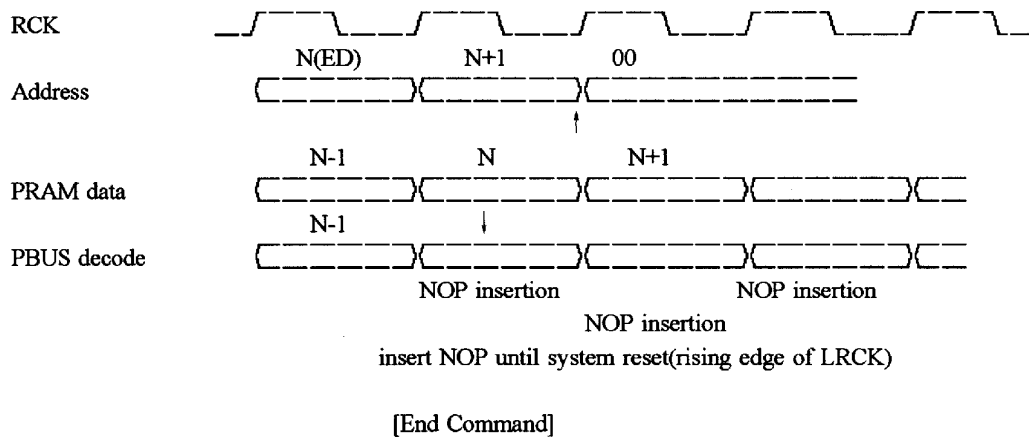 RCK
N(ED) N+1 00
Address
N-1 N N+1
PRAM data
N-1
PBUS decode
NOP insertion NOP insertion
NOP insertion
insert NOP until system reset(rising edge of LRCK)
[End Command]